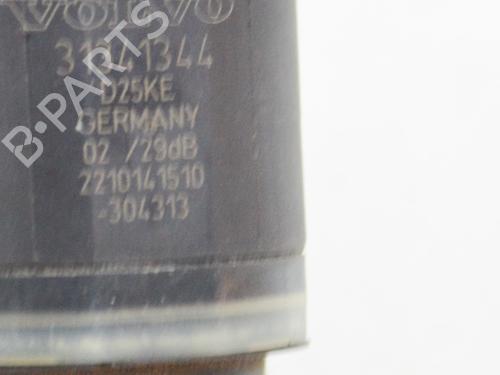 VOLVO
31341344
D25KE
GERMANY
02 /29dB
2210141510
-304313
B-PARTS